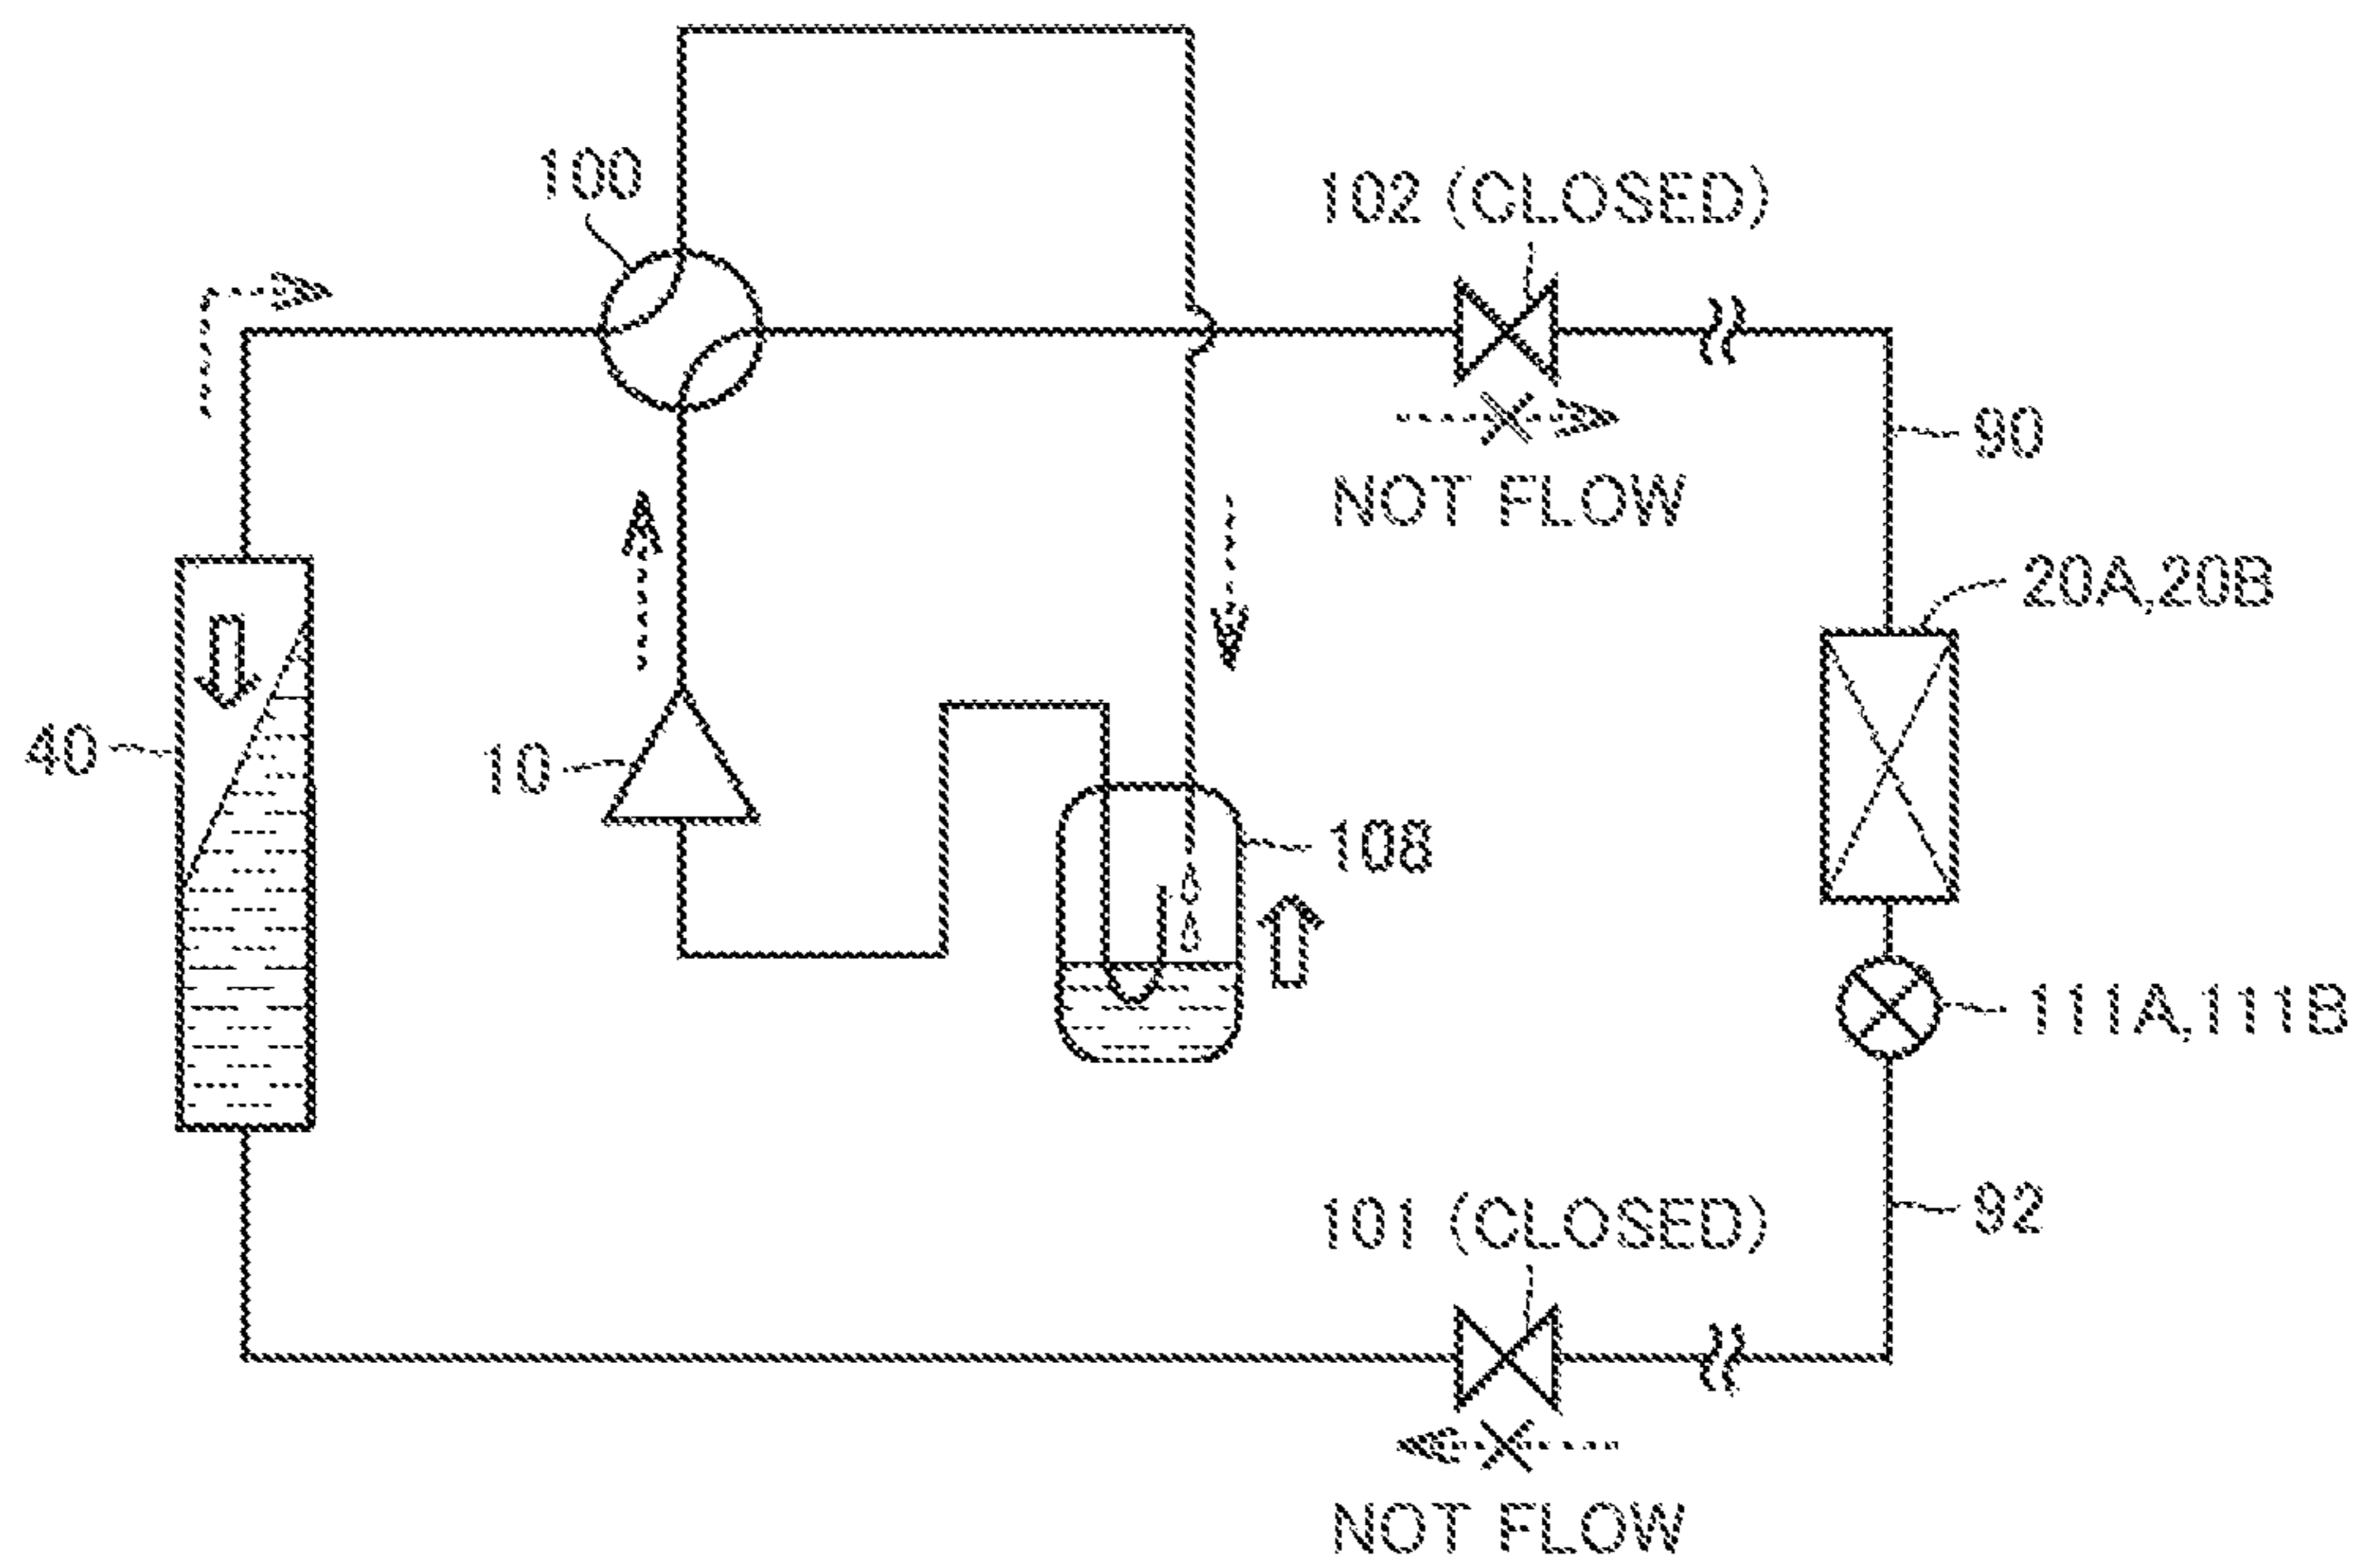 100
102 (CLOSED)
90
NOT FLOW
20A,20B
40
10
108
111A,111B
101 (CLOSED)
92
NOT FLOW